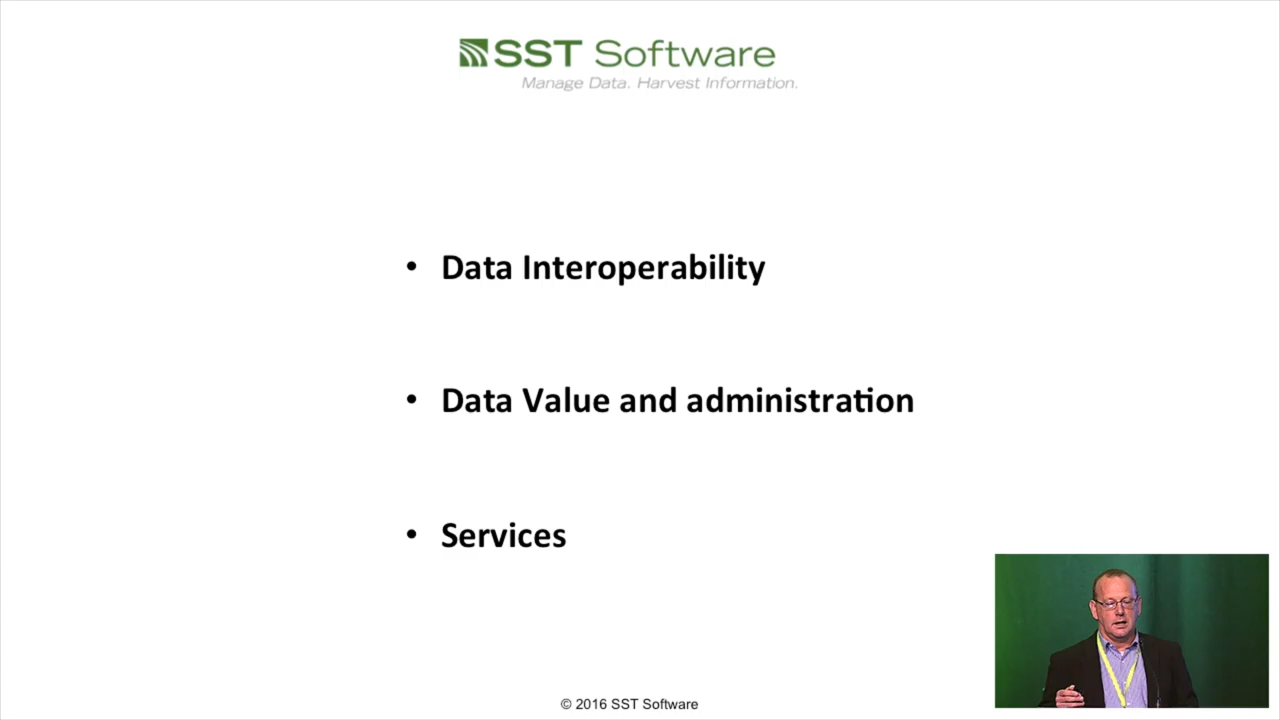 SST Software
Manage Data. Harvest Information.
• Data Interoperability
• Data Value and administration
• Services
© 2016 SST Software